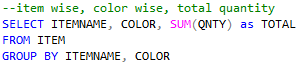 --item wise, color wise, total quantity
SELECT ITEMNAME, COLOR, SUM(QNTY) as TOTAL
FROM ITEM
GROUP BY ITEMNAME, COLOR